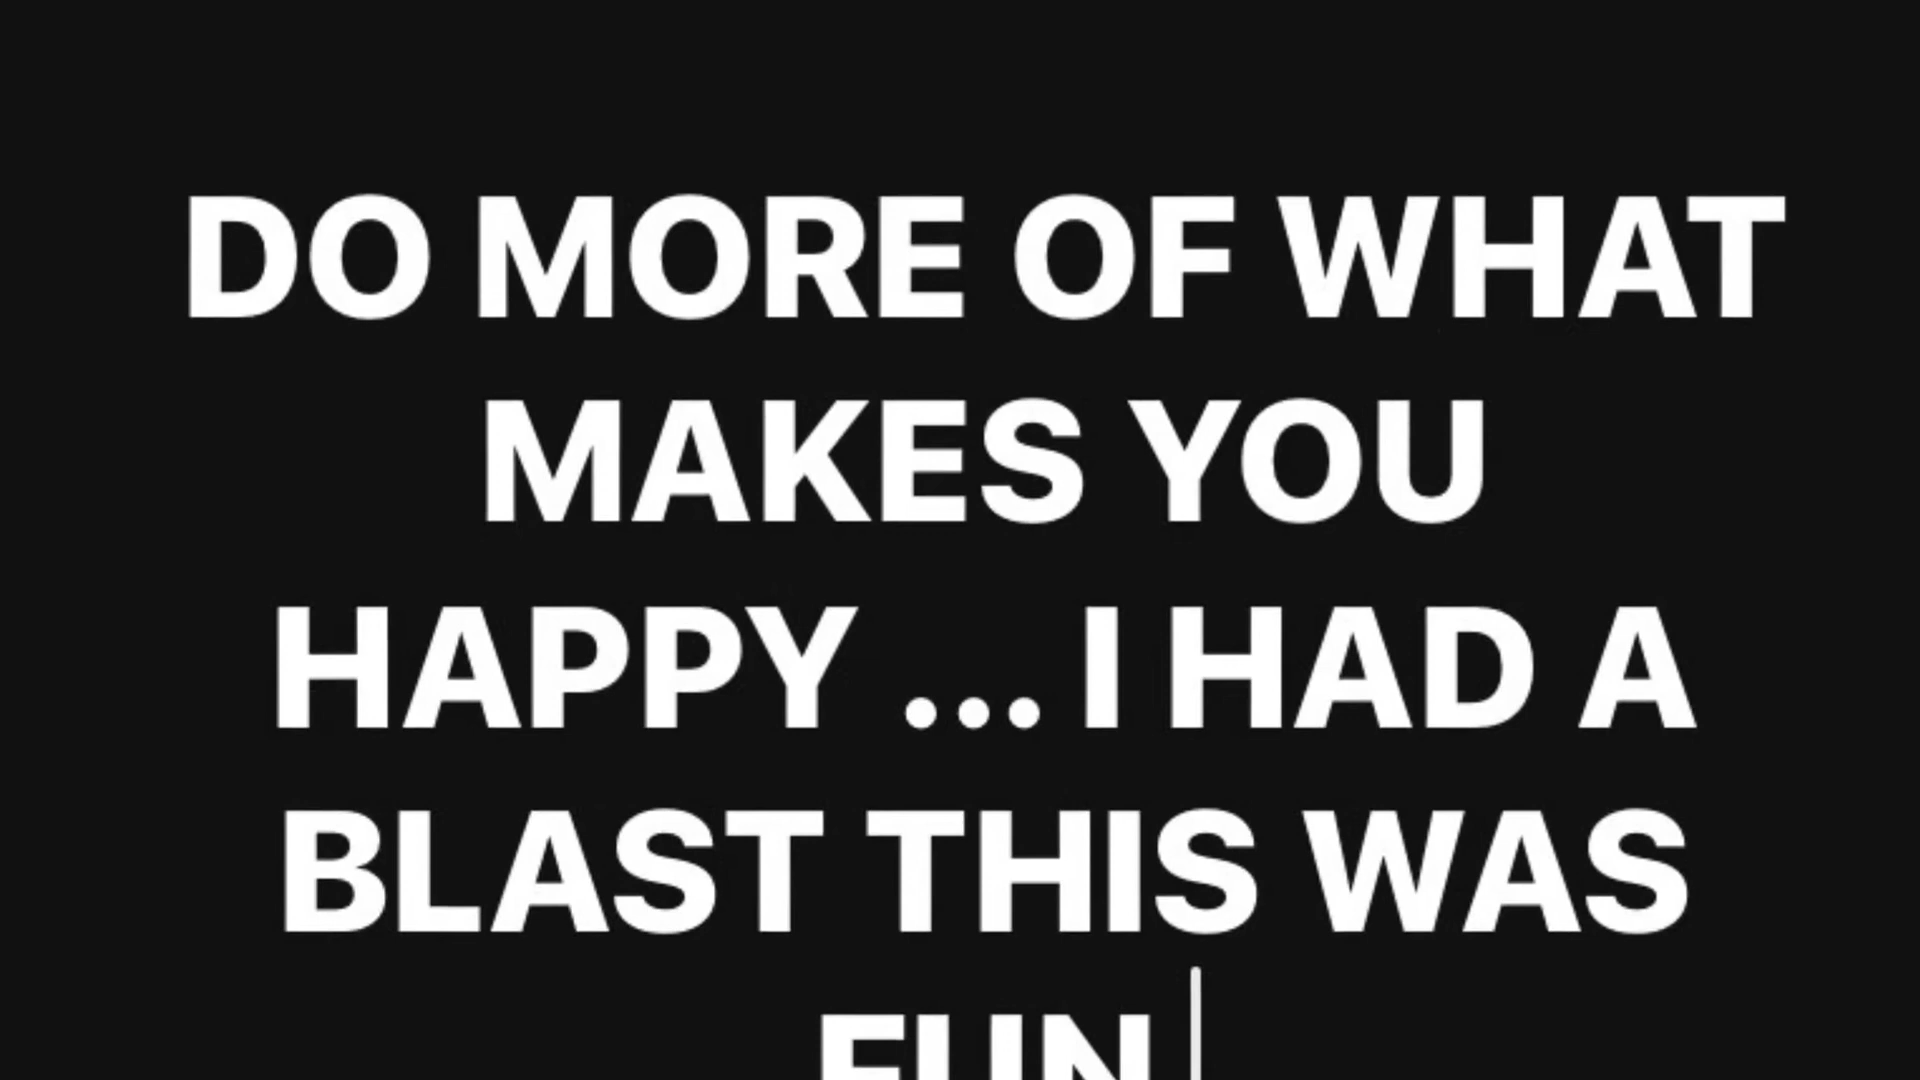 DO MORE OF WHAT
MAKES YOU
HAPPY ... I HAD A
BLAST THIS WAS
FUN